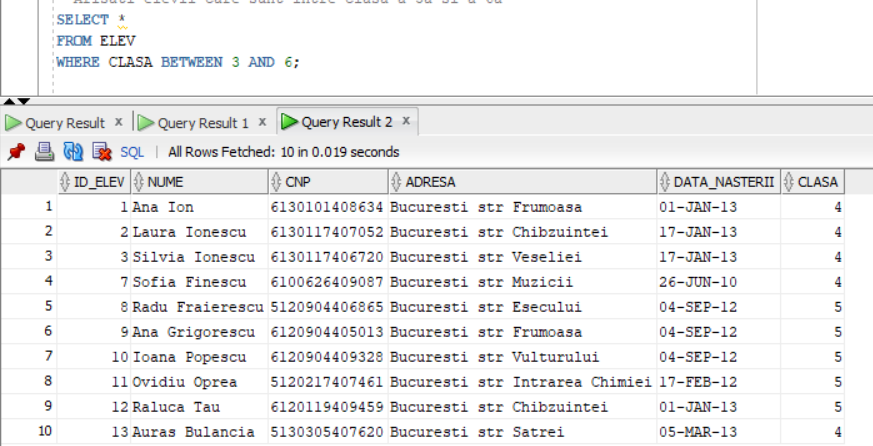 SELECT *
FROM ELEV
WHERE CLASA BETWEEN 3 AND 6;
Query Result x Query Result 1 x Query Result 2 x
SQL | All Rows Fetched: 10 in 0.019 seconds
ID_ELEV NUME CNP ADRESA DATA_NASTERII CLASA
1 1 Ana Ion 6130101408634 Bucuresti str Frumoasa 01-JAN-13 4
2 2 Laura Ionescu 6130117407052 Bucuresti str Chibzuintei 17-JAN-13 4
3 3 Silvia Ionescu 6130117406720 Bucuresti str Veseliei 17-JAN-13 4
4 7 Sofia Finescu 6100626409087 Bucuresti str Muzicii 26-JUN-10 4
5 8 Radu Fraierescu 5120904406865 Bucuresti str Esecului 04-SEP-12 5
6 9 Ana Grigorescu 6120904405013 Bucuresti str Frumoasa 04-SEP-12 5
7 10 Ioana Popescu 6120904409328 Bucuresti str Vulturului 04-SEP-12 5
8 11 Ovidiu Oprea 5120217407461 Bucuresti str Intrarea Chimiei 17-FEB-12 5
9 12 Raluca Tau 6120119409459 Bucuresti str Chibzuintei 01-JAN-13 5
10 13 Auras Bulancia 5130305407620 Bucuresti str Satrei 05-MAR-13 4